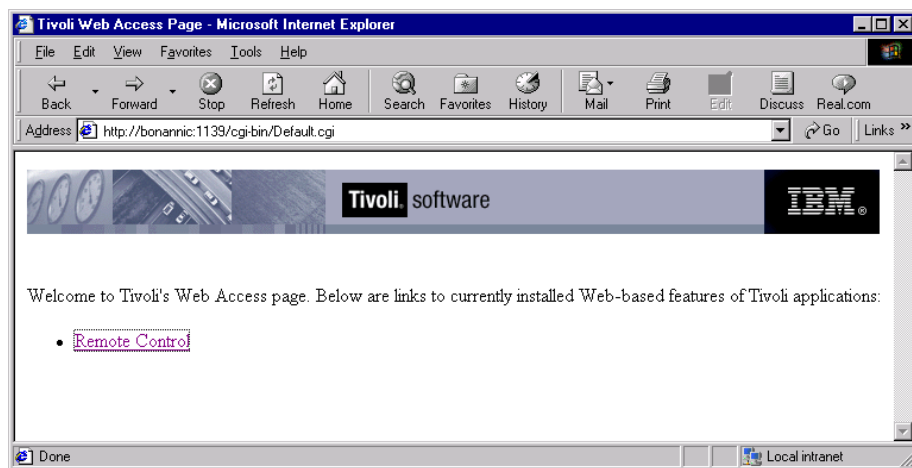 Tivoli Web Access Page - Microsoft Internet Explorer
File Edit View Favorites Tools Help
Back Forward Stop Refresh Home Search Favorites History Mail Print Edit Discuss Real.com
Address http://bonannic:1139/cgi-bin/Default.cgi Go Links »
Tivoli. software IBM®
Welcome to Tivoli's Web Access page. Below are links to currently installed Web-based features of Tivoli applications:
• Remote Control
Done Local intranet